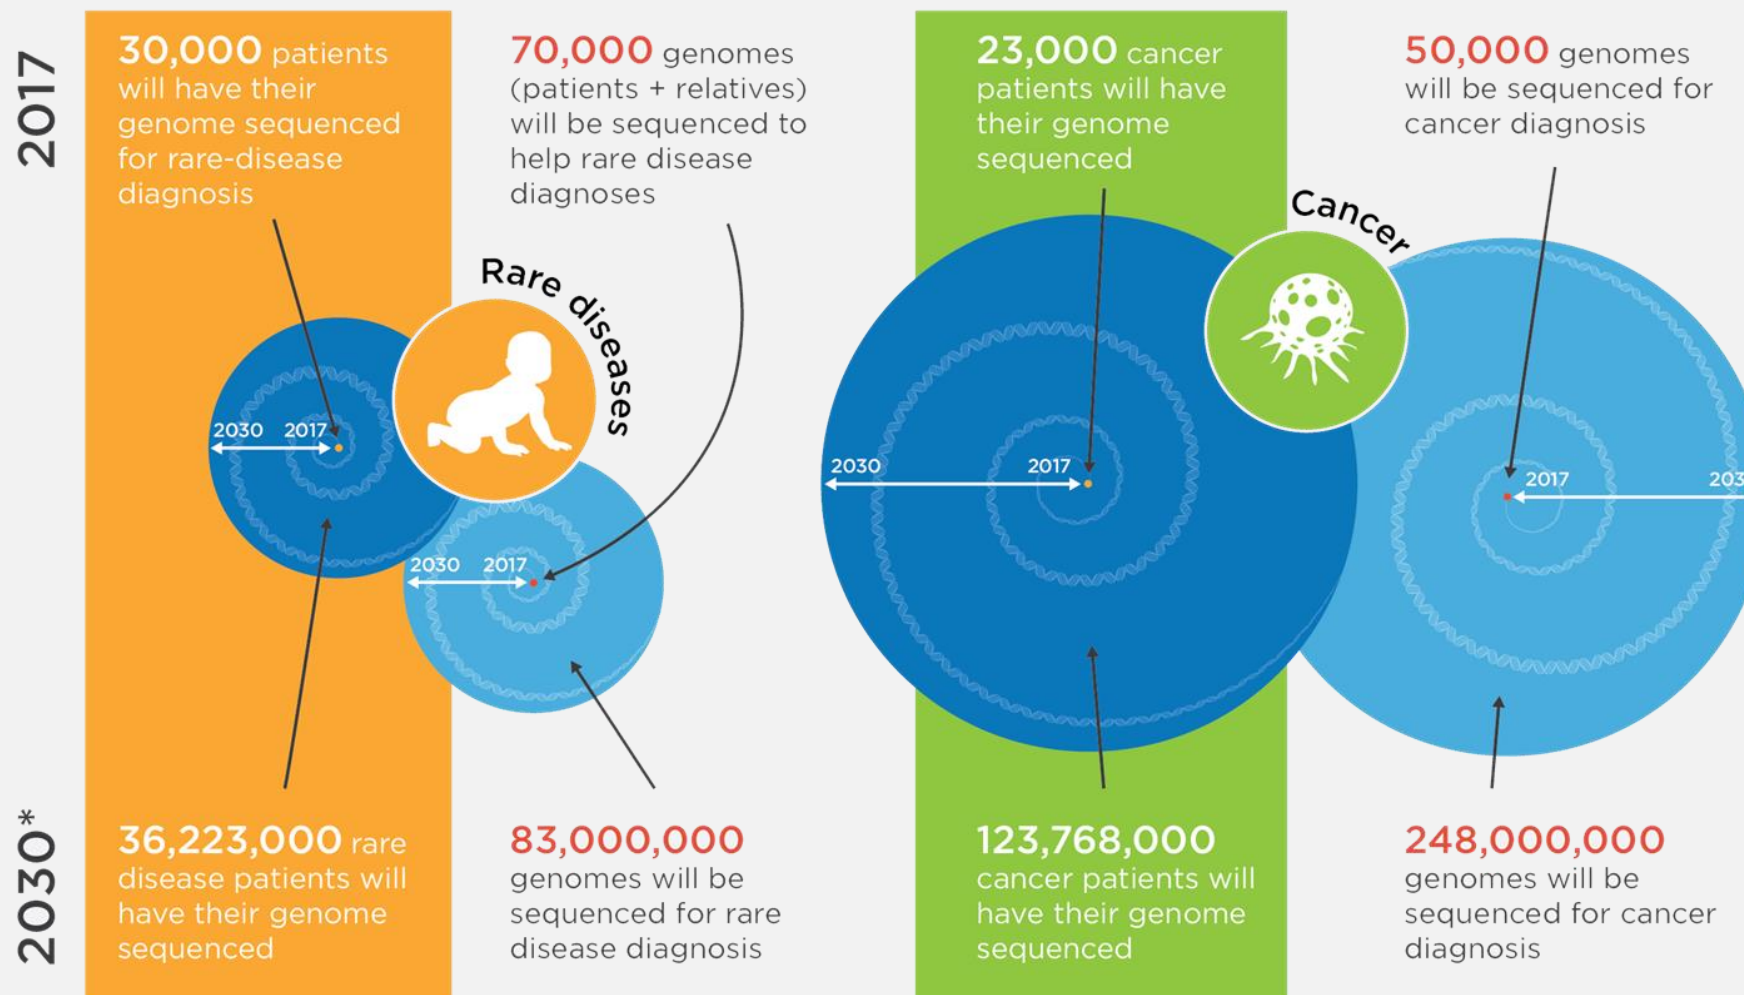 2017
30,000 patients
will have their
genome sequenced
for rare-disease
diagnosis
70,000 genomes
(patients + relatives)
will be sequenced to
help rare disease
diagnoses
23,000 cancer
patients will have
their genome
sequenced
50,000 genomes
will be sequenced for
cancer diagnosis
Rare diseases
Cancer
2030 2017
2030 2017
2030 2017
2017 203
2030*
36,223,000 rare
disease patients will
have their genome
sequenced
83,000,000
genomes will be
sequenced for rare
disease diagnosis
123,768,000
cancer patients will
have their genome
sequenced
248,000,000
genomes will be
sequenced for cancer
diagnosis